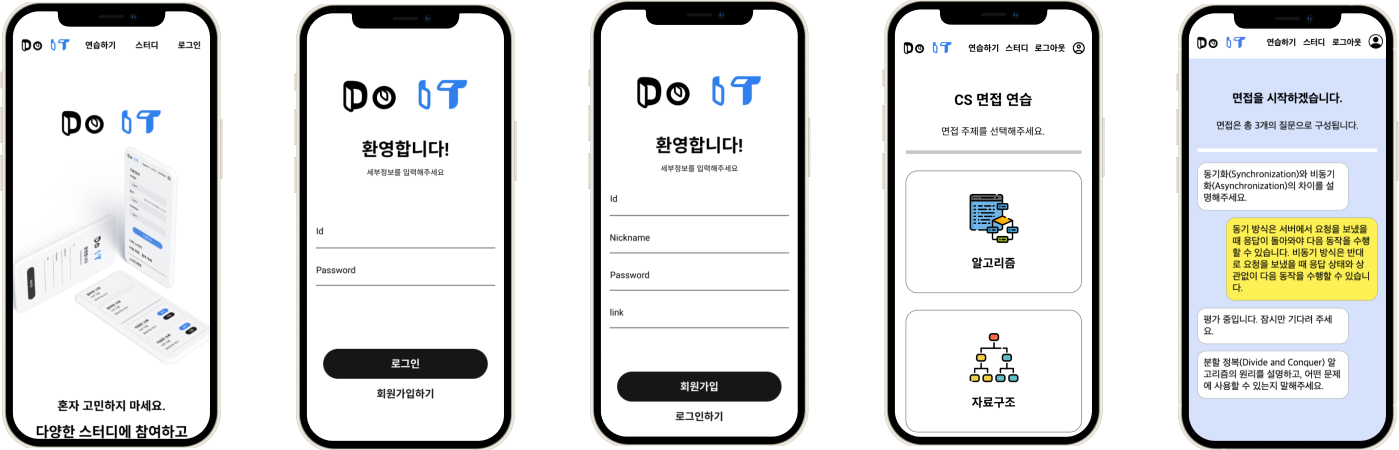 Do IT
연습하기 스터디 로그인
Do IT
혼자 고민하지 마세요.
다양한 스터디에 참여하고
Do IT
환영합니다!
세부정보를 입력해주세요
Id
Password
로그인
회원가입하기
Do IT
환영합니다!
세부정보를 입력해주세요
Id
Nickname
Password
link
회원가입
로그인하기
Do IT
연습하기 스터디 로그아웃
CS 면접 연습
면접 주제를 선택해주세요.
알고리즘
자료구조
Do IT
연습하기 스터디 로그아웃
면접을 시작하겠습니다.
면접은 총 3개의 질문으로 구성됩니다.
동기화(Synchronization)와 비동기
화(Asynchronization)의 차이를 설
명해주세요.
동기 방식은 서버에서 요청을 보냈을
때 응답이 돌아와야 다음 동작을 수행
할 수 있습니다. 비동기 방식은 반대
로 요청을 보냈을 때 응답 상태와 상
관없이 다음 동작을 수행할 수 있습니
다.
평가 중입니다. 잠시만 기다려 주세
요.
분할 정복(Divide and Conquer) 알
고리즘의 원리를 설명하고, 어떤 문제
에 사용할 수 있는지 말해주세요.